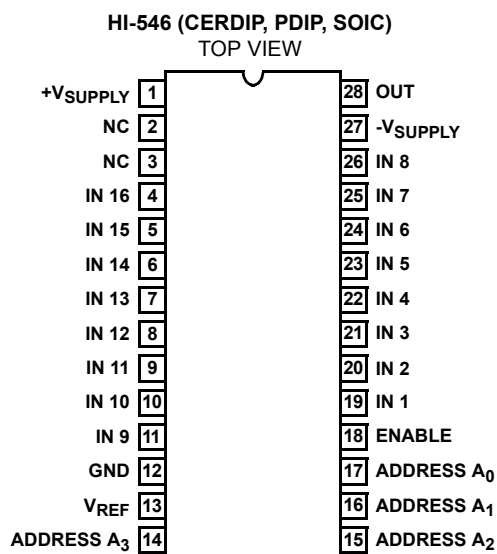 HI-546 (CERDIP, PDIP, SOIC)
TOP VIEW
+VSUPPLY 1 28 OUT
NC 2 27 -VSUPPLY
NC 3 26 IN 8
IN 16 4 25 IN 7
IN 15 5 24 IN 6
IN 14 6 23 IN 5
IN 13 7 22 IN 4
IN 12 8 21 IN 3
IN 11 9 20 IN 2
IN 10 10 19 IN 1
IN 9 11 18 ENABLE
GND 12 17 ADDRESS A0
VREF 13 16 ADDRESS A1
ADDRESS A3 14 15 ADDRESS A2